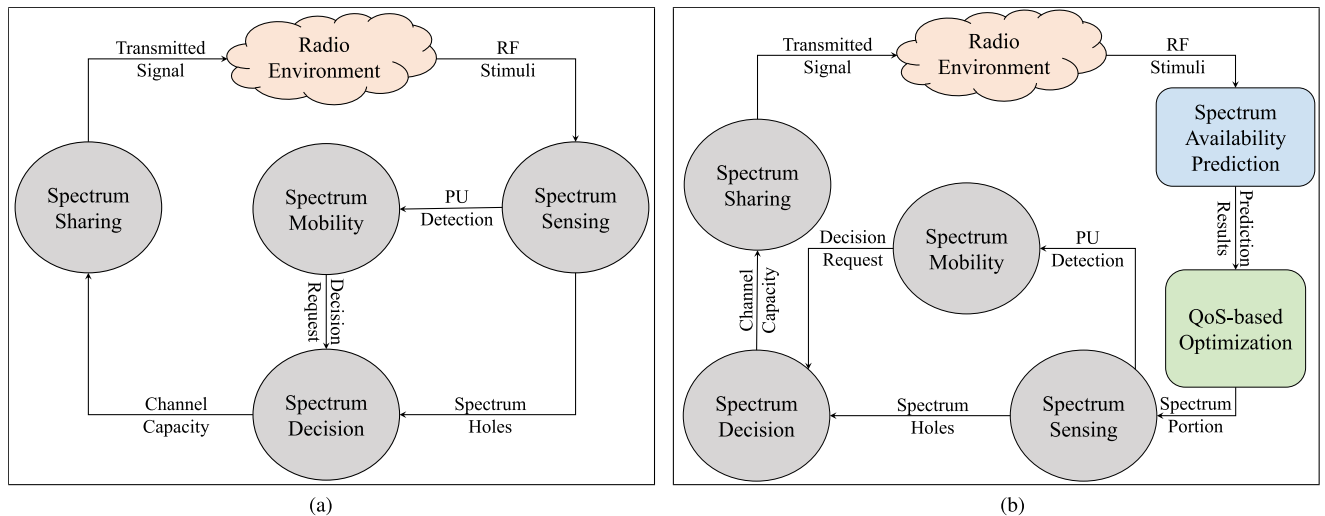 Transmitted
Signal
Radio
Environment
RF
Stimuli
Spectrum
Sharing
Spectrum
Mobility
PU
Detection
Spectrum
Sensing
Decision
Request
Channel
Capacity
Spectrum
Decision
Spectrum
Holes
(a)
Transmitted
Signal
Radio
Environment
RF
Stimuli
Spectrum
Availability
Prediction
Spectrum
Sharing
Prediction
Results
Decision
Request
Spectrum
Mobility
PU
Detection
Channel
Capacity
QoS-based
Optimization
Spectrum
Decision
Spectrum
Holes
Spectrum
Sensing
Spectrum
Portion
(b)